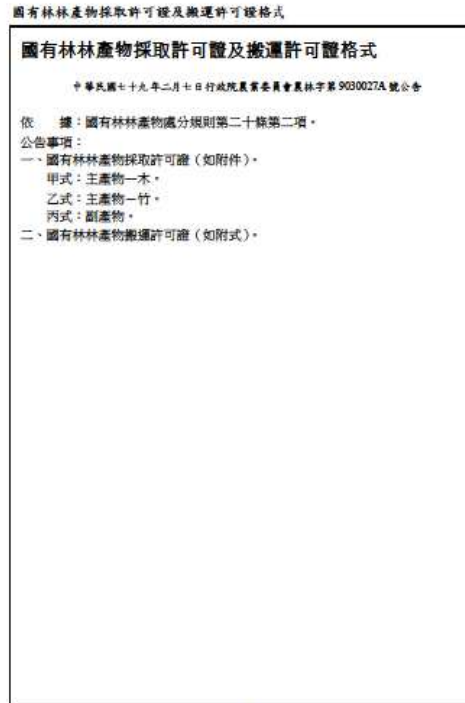 國有林林產物採取許可證及搬運許可證格式
國有林林產物採取許可證及搬運許可證格式
中華民國七十九年二月七日行政院農業委員會農林字第9030027A號公告
依　　據：國有林林產物處分規則第二十條第二項。
公告事項：
一、國有林林產物採取許可證（如附件）。
甲式：主產物—木。
乙式：主產物—竹。
丙式：副產物。
二、國有林林產物搬運許可證（如附式）。